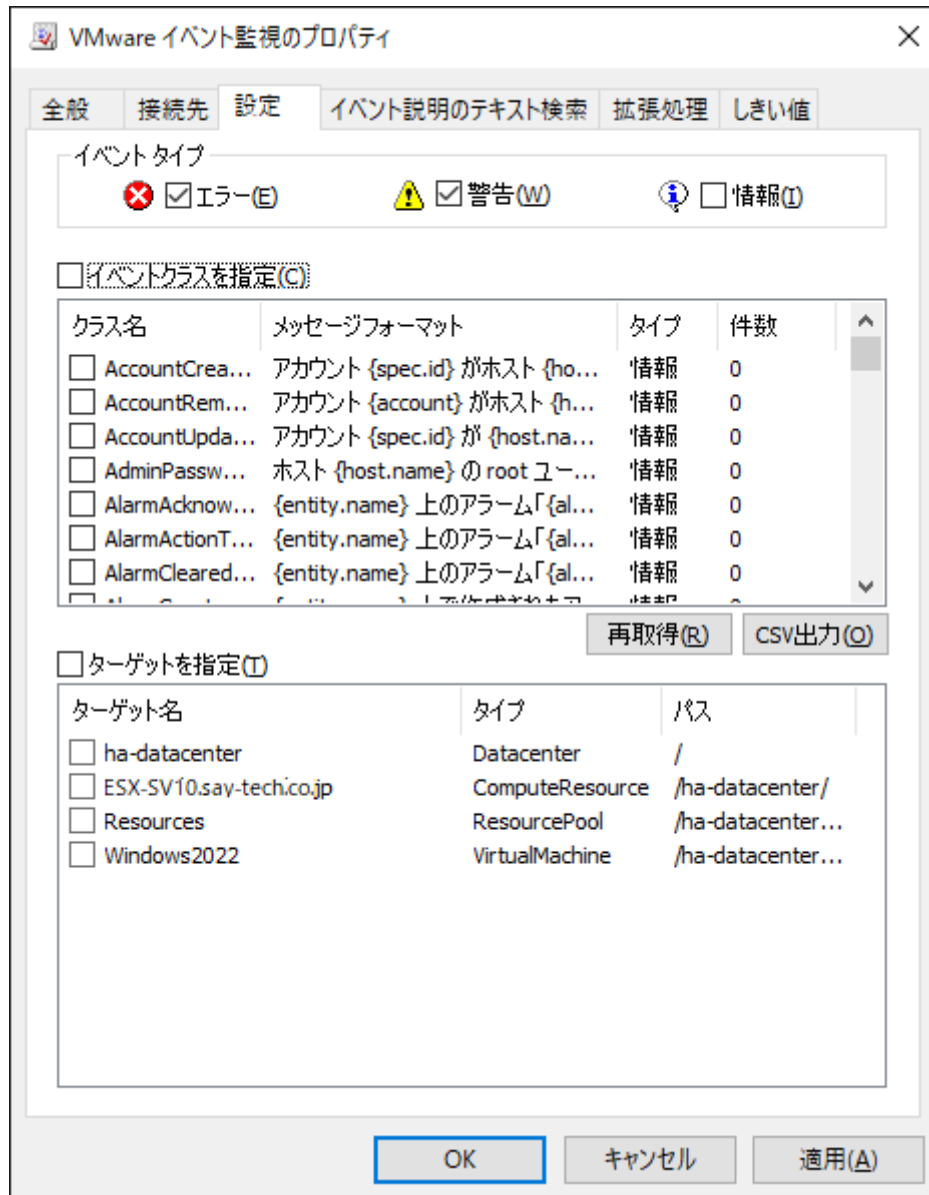 VMware イベント監視のプロパティ
全般 接続先 設定 イベント説明のテキスト検索 拡張処理 しきい値
イベント タイプ
エラー(E) 警告(W) 情報(I)
イベントクラスを指定(C)
クラス名 メッセージフォーマット タイプ 件数
AccountCrea... アカウント {spec.id} がホスト {ho... 情報 0
AccountRem... アカウント {account} がホスト {h... 情報 0
AccountUpda... アカウント {spec.id} が {host.na... 情報 0
AdminPassw... ホスト {host.name} の root ユー... 情報 0
AlarmAcknow... {entity.name} 上のアラーム「{al... 情報 0
AlarmActionT... {entity.name} 上のアラーム「{al... 情報 0
AlarmCleared... {entity.name} 上のアラーム「{al... 情報 0
再取得(R) CSV出力(O)
ターゲットを指定(T)
ターゲット名 タイプ パス
ha-datacenter Datacenter /
ESX-SV10.say-tech.co.jp ComputeResource /ha-datacenter/
Resources ResourcePool /ha-datacenter...
Windows2022 VirtualMachine /ha-datacenter...
OK キャンセル 適用(A)